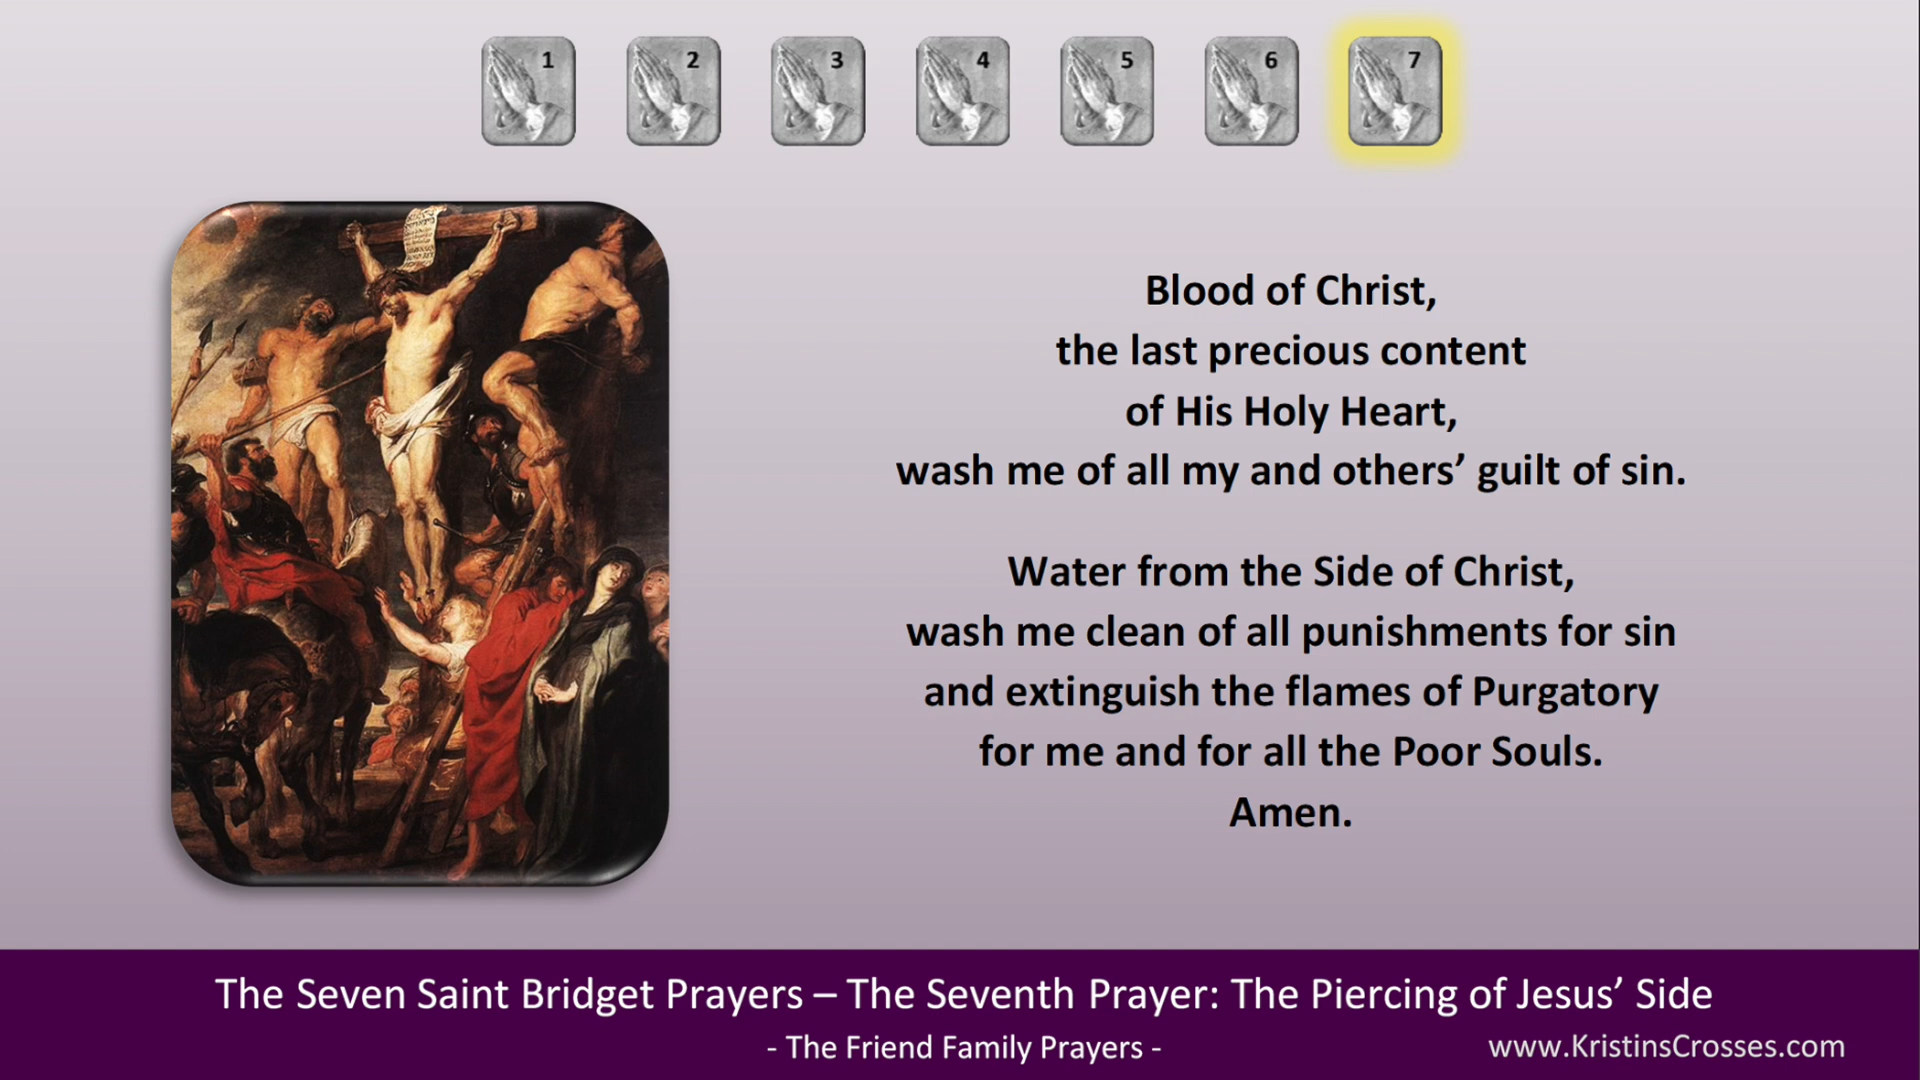 1 2 3 4 5 6 7
Blood of Christ,
the last precious content
of His Holy Heart,
wash me of all my and others’ guilt of sin.
Water from the Side of Christ,
wash me clean of all punishments for sin
and extinguish the flames of Purgatory
for me and for all the Poor Souls.
Amen.
The Seven Saint Bridget Prayers – The Seventh Prayer: The Piercing of Jesus’ Side
- The Friend Family Prayers -
www.KristinsCrosses.com